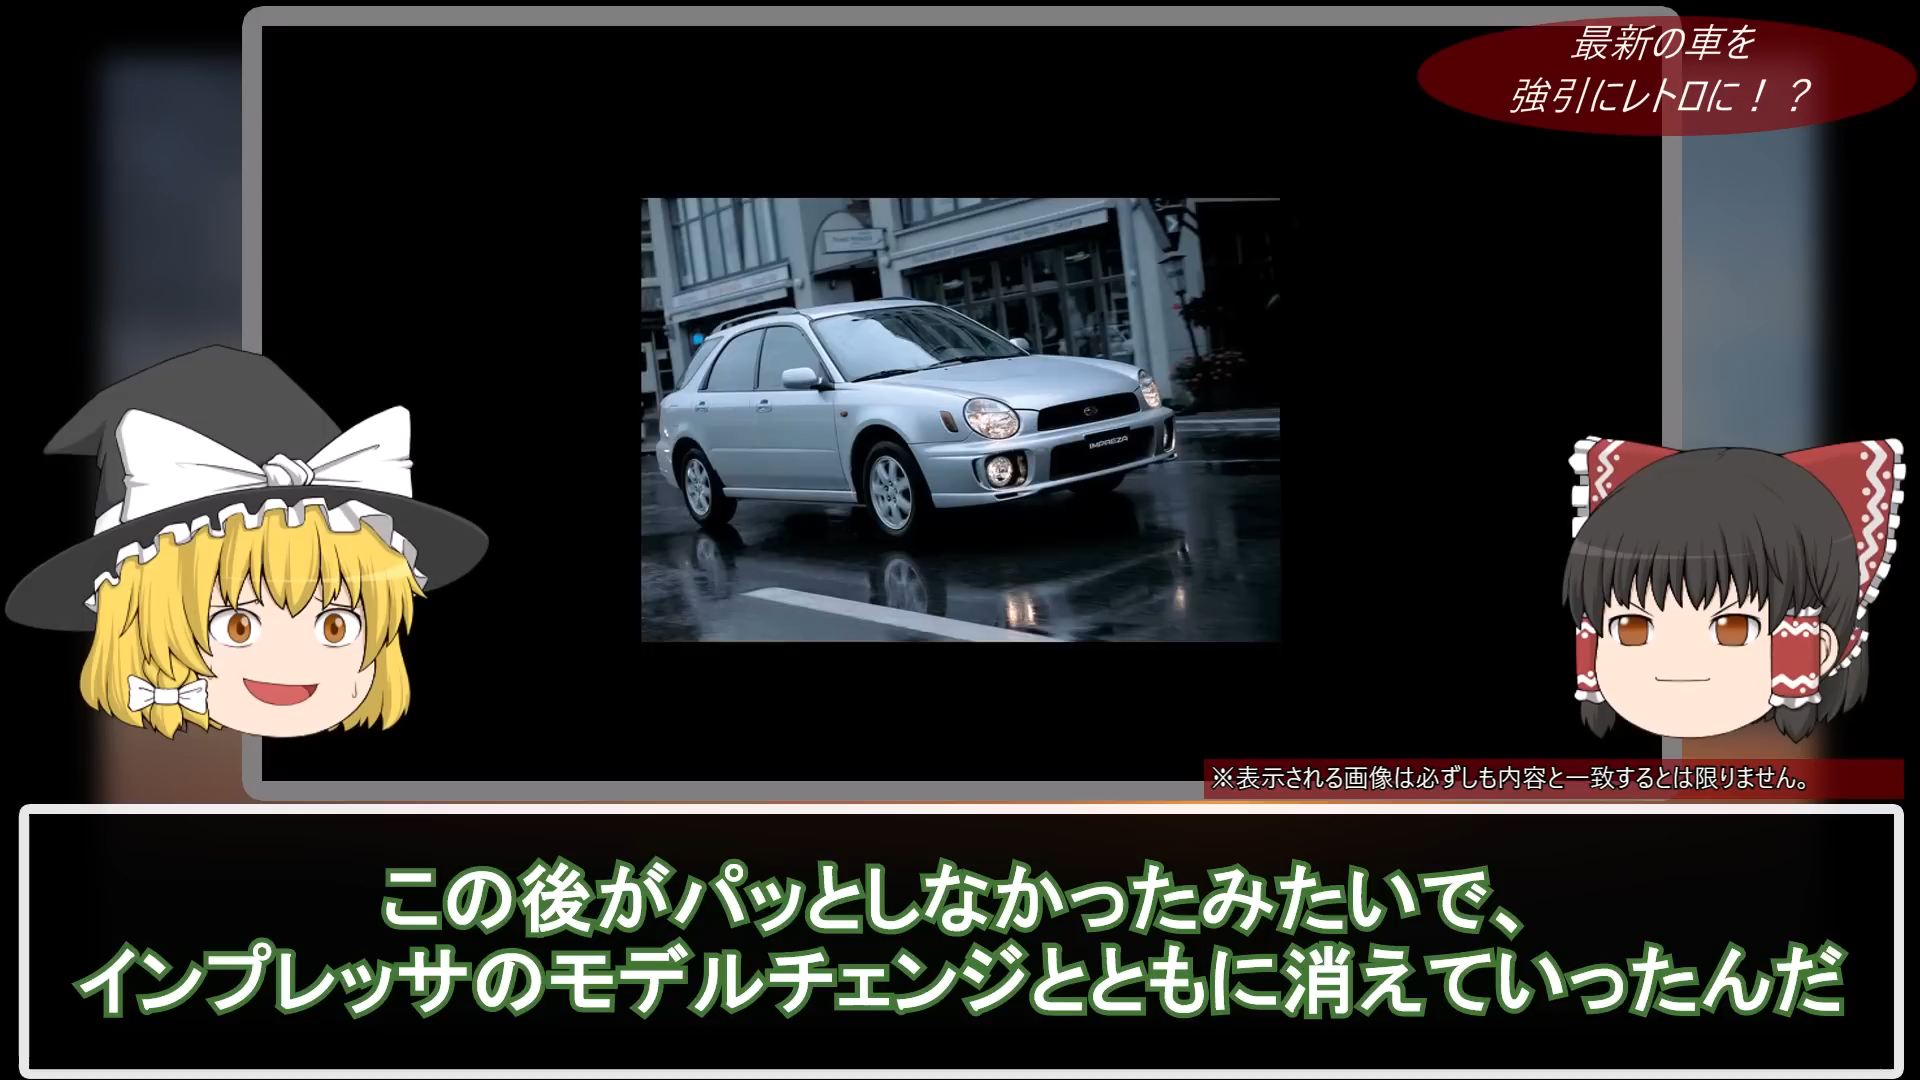 最新の車を
強引にレトロに！？
IMPREZA
※表示される画像は必ずしも内容と一致するとは限りません。
この後がパッとしなかったみたいで、
インプレッサのモデルチェンジとともに消えていったんだ